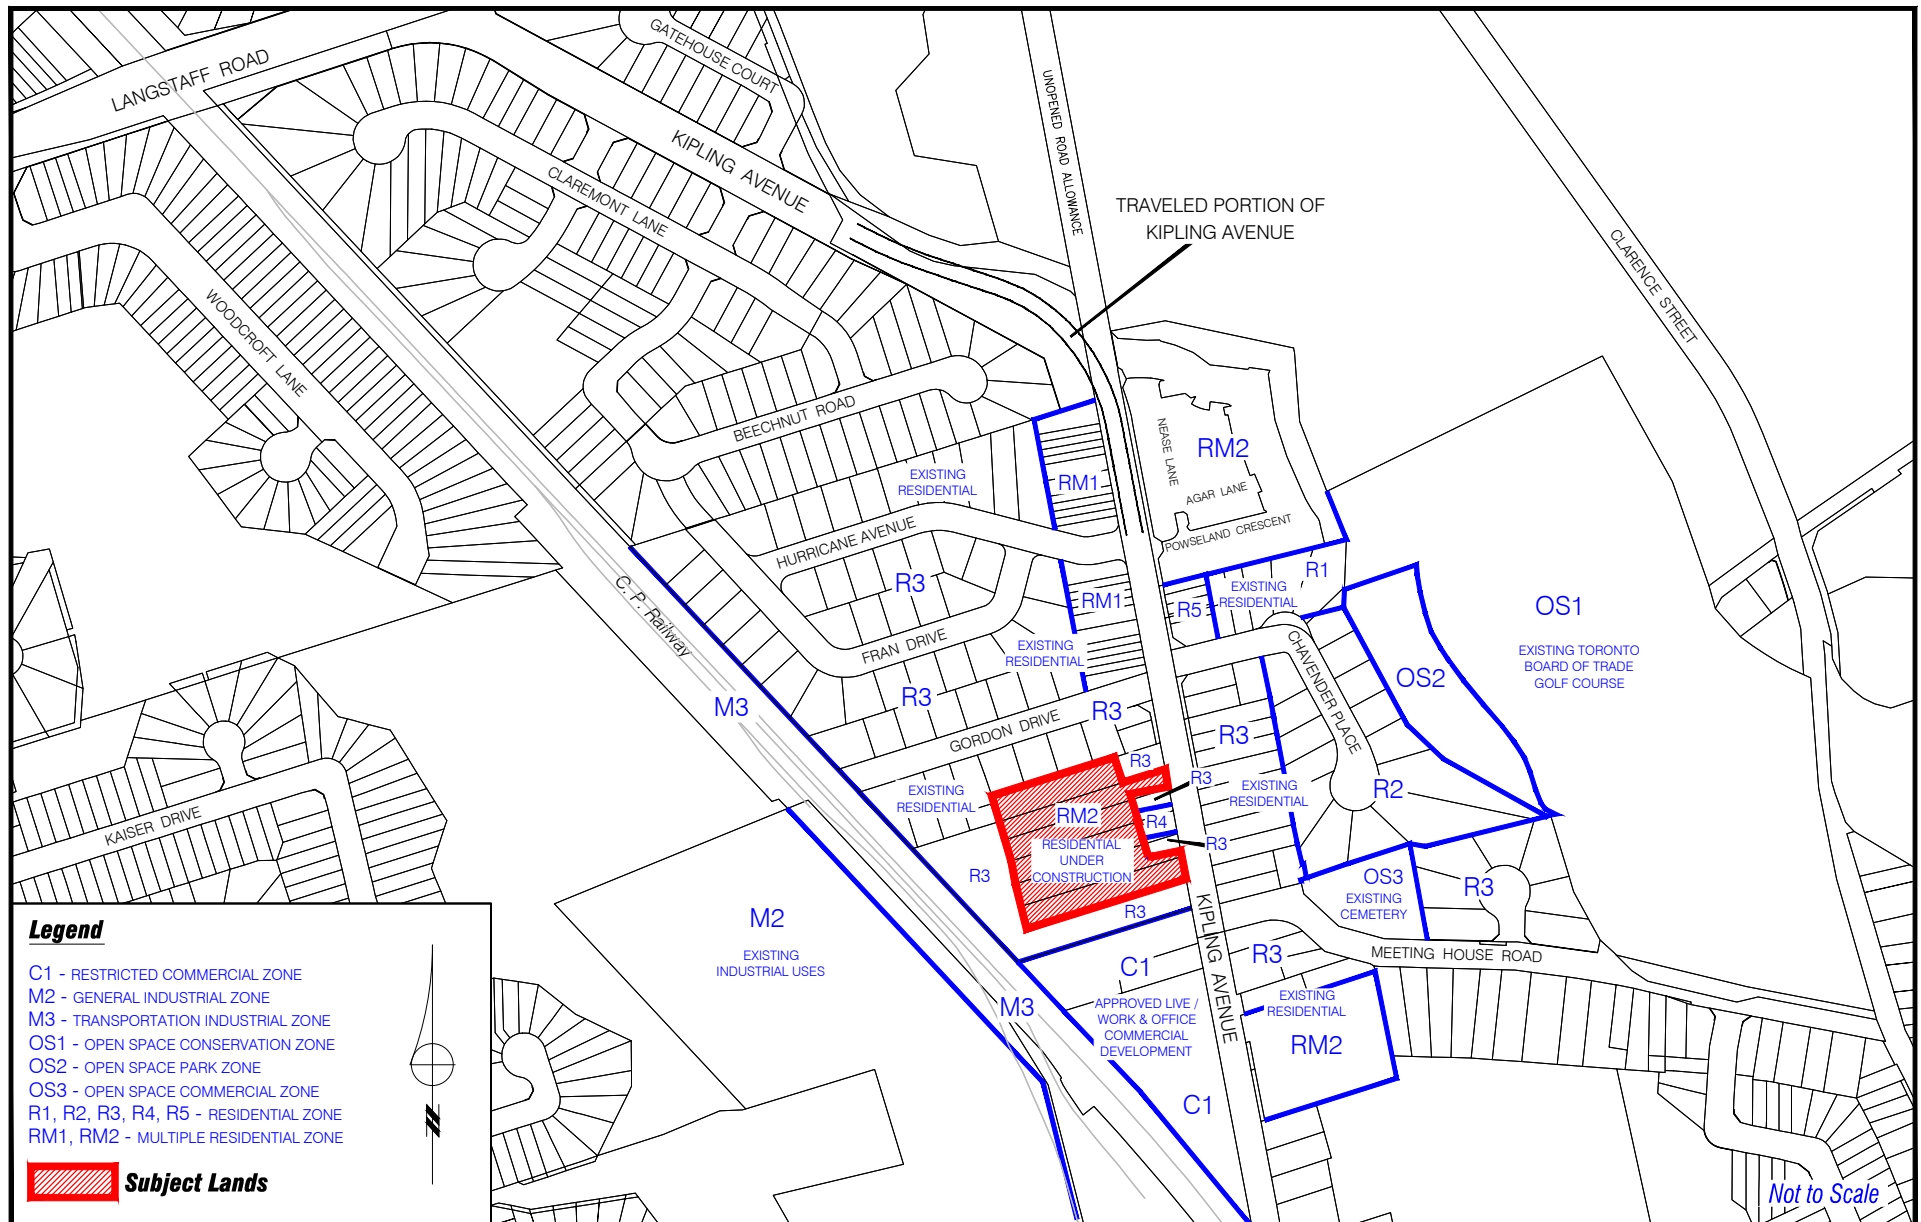 GATEHOUSE COURT
LANGSTAFF ROAD
KIPLING AVENUE
UNOPENED ROAD ALLOWANCE
CLAREMONT LANE
TRAVELED PORTION OF
KIPLING AVENUE
CLARENCE STREET
WOODCROFT LANE
BEECHNUT ROAD
NEASE LANE
RM2
EXISTING
RESIDENTIAL
RM1
AGAR LANE
POWSELAND CRESCENT
HURRICANE AVENUE
R3
R1
EXISTING
RESIDENTIAL
RM1
R5
OS1
EXISTING TORONTO
BOARD OF TRADE
GOLF COURSE
C. P. Railway
FRAN DRIVE
EXISTING
RESIDENTIAL
CHAVENDER PLACE
OS2
R3
M3
R3
GORDON DRIVE
R3
R3
R3
EXISTING
RESIDENTIAL
EXISTING
RESIDENTIAL
R2
KAISER DRIVE
RM2
R4
RESIDENTIAL
UNDER
CONSTRUCTION
R3
R3
OS3
EXISTING
CEMETERY
R3
R3
M2
EXISTING
INDUSTRIAL USES
KIPLING AVENUE
R3
MEETING HOUSE ROAD
C1
APPROVED LIVE /
WORK & OFFICE
COMMERCIAL
DEVELOPMENT
M3
EXISTING
RESIDENTIAL
RM2
C1
Legend
C1 - RESTRICTED COMMERCIAL ZONE
M2 - GENERAL INDUSTRIAL ZONE
M3 - TRANSPORTATION INDUSTRIAL ZONE
OS1 - OPEN SPACE CONSERVATION ZONE
OS2 - OPEN SPACE PARK ZONE
OS3 - OPEN SPACE COMMERCIAL ZONE
R1, R2, R3, R4, R5 - RESIDENTIAL ZONE
RM1, RM2 - MULTIPLE RESIDENTIAL ZONE
N
Subject Lands
Not to Scale